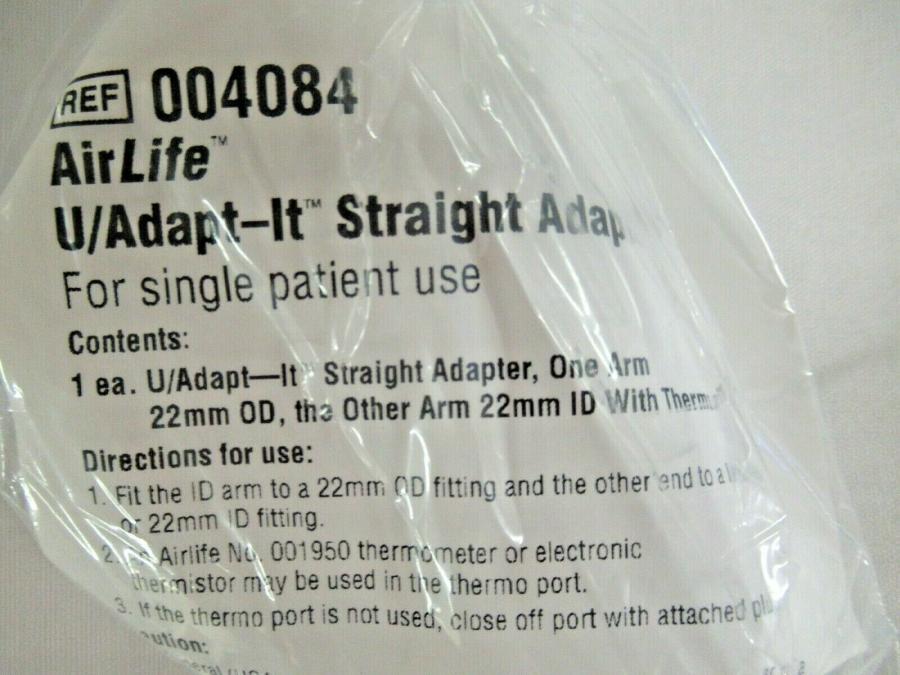 REF 004084
AirLife™
U/Adapt-It™ Straight
For single patient use
Contents:
1 ea. U/Adapt—It™ Straight Adapter, One Arm
22mm OD, the Other Arm 22mm ID With
Directions for use:
1. Fit the ID arm to a 22mm OD fitting and the other end to a
or 22mm ID fitting.
2. Airlife No. 001950 thermometer or electronic
thermistor may be used in the thermo port.
3. If the thermo port is not used, close off port with attached